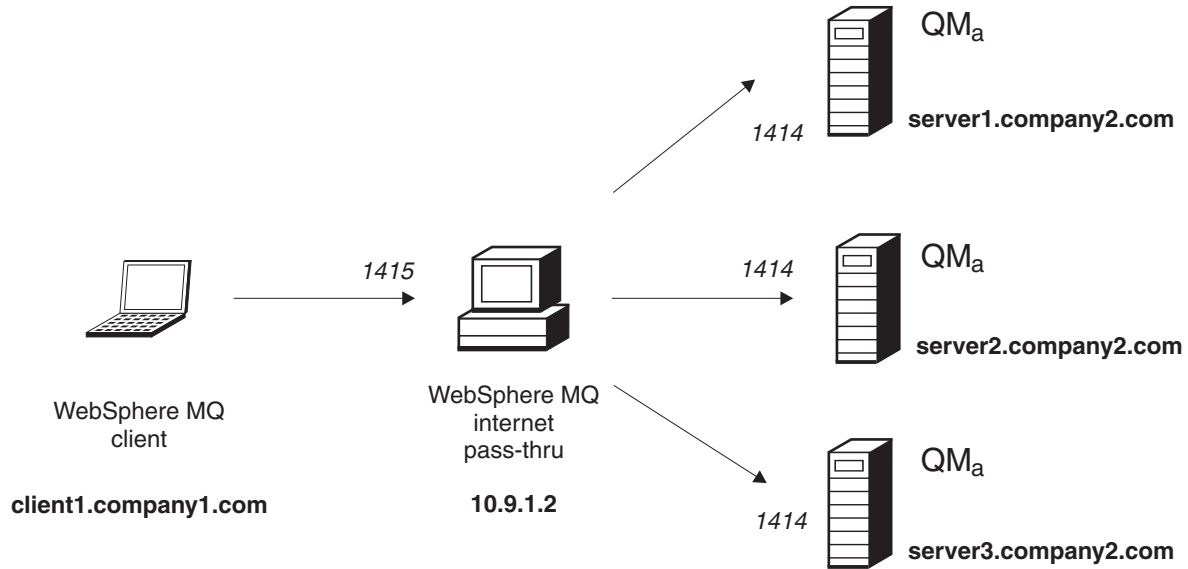 QMa
server1.company2.com
1414
QMa
1415
1414
server2.company2.com
WebSphere MQ
client
client1.company1.com
WebSphere MQ
internet
pass-thru
10.9.1.2
QMa
1414
server3.company2.com